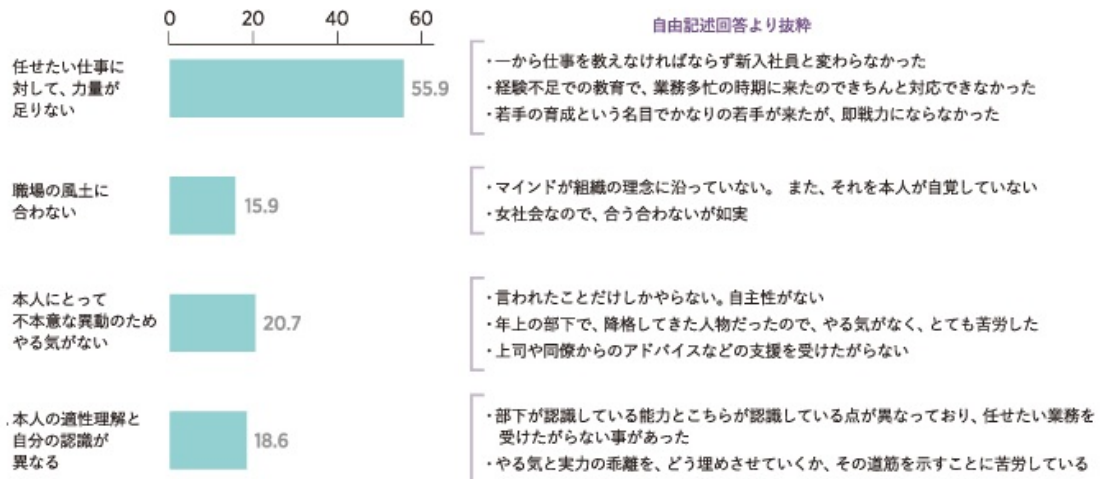 0 20 40 60
自由記述回答より抜粋
任せたい仕事に
対して、力量が
足りない
55.9
・一から仕事を教えなければならず新入社員と変わらなかった
・経験不足での教育で、業務多忙の時期に来たのできちんと対応できなかった
・若手の育成という名目でかなりの若手が来たが、即戦力にならなかった
職場の風土に
合わない
15.9
・マインドが組織の理念に沿っていない。 また、それを本人が自覚していない
・女社会なので、合う合わないが如実
本人にとって
不本意な異動のため
やる気がない
20.7
・言われたことだけしかやらない。自主性がない
・年上の部下で、降格してきた人物だったので、やる気がなく、とても苦労した
・上司や同僚からのアドバイスなどの支援を受けたがらない
.本人の適性理解と
自分の認識が
異なる
18.6
・部下が認識している能力とこちらが認識している点が異なっており、任せたい業務を
受けたがらない事があった
・やる気と実力の乖離を、どう埋めさせていくか、その道筋を示すことに苦労している